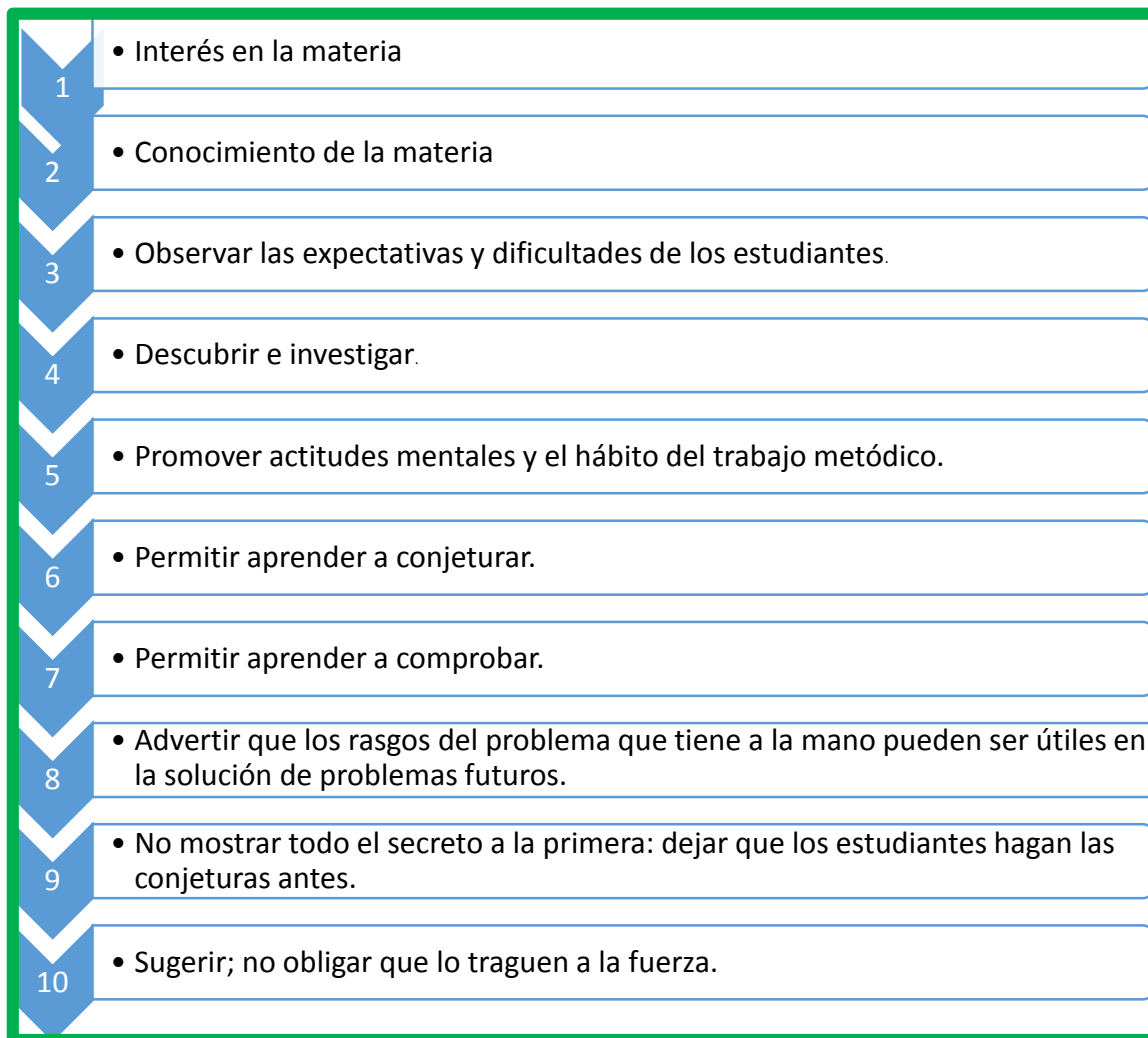 1
• Interés en la materia
2
• Conocimiento de la materia
3
• Observar las expectativas y dificultades de los estudiantes.
4
• Descubrir e investigar.
5
• Promover actitudes mentales y el hábito del trabajo metódico.
6
• Permitir aprender a conjeturar.
7
• Permitir aprender a comprobar.
8
• Advertir que los rasgos del problema que tiene a la mano pueden ser útiles en
la solución de problemas futuros.
9
• No mostrar todo el secreto a la primera: dejar que los estudiantes hagan las
conjeturas antes.
10
• Sugerir; no obligar que lo traguen a la fuerza.